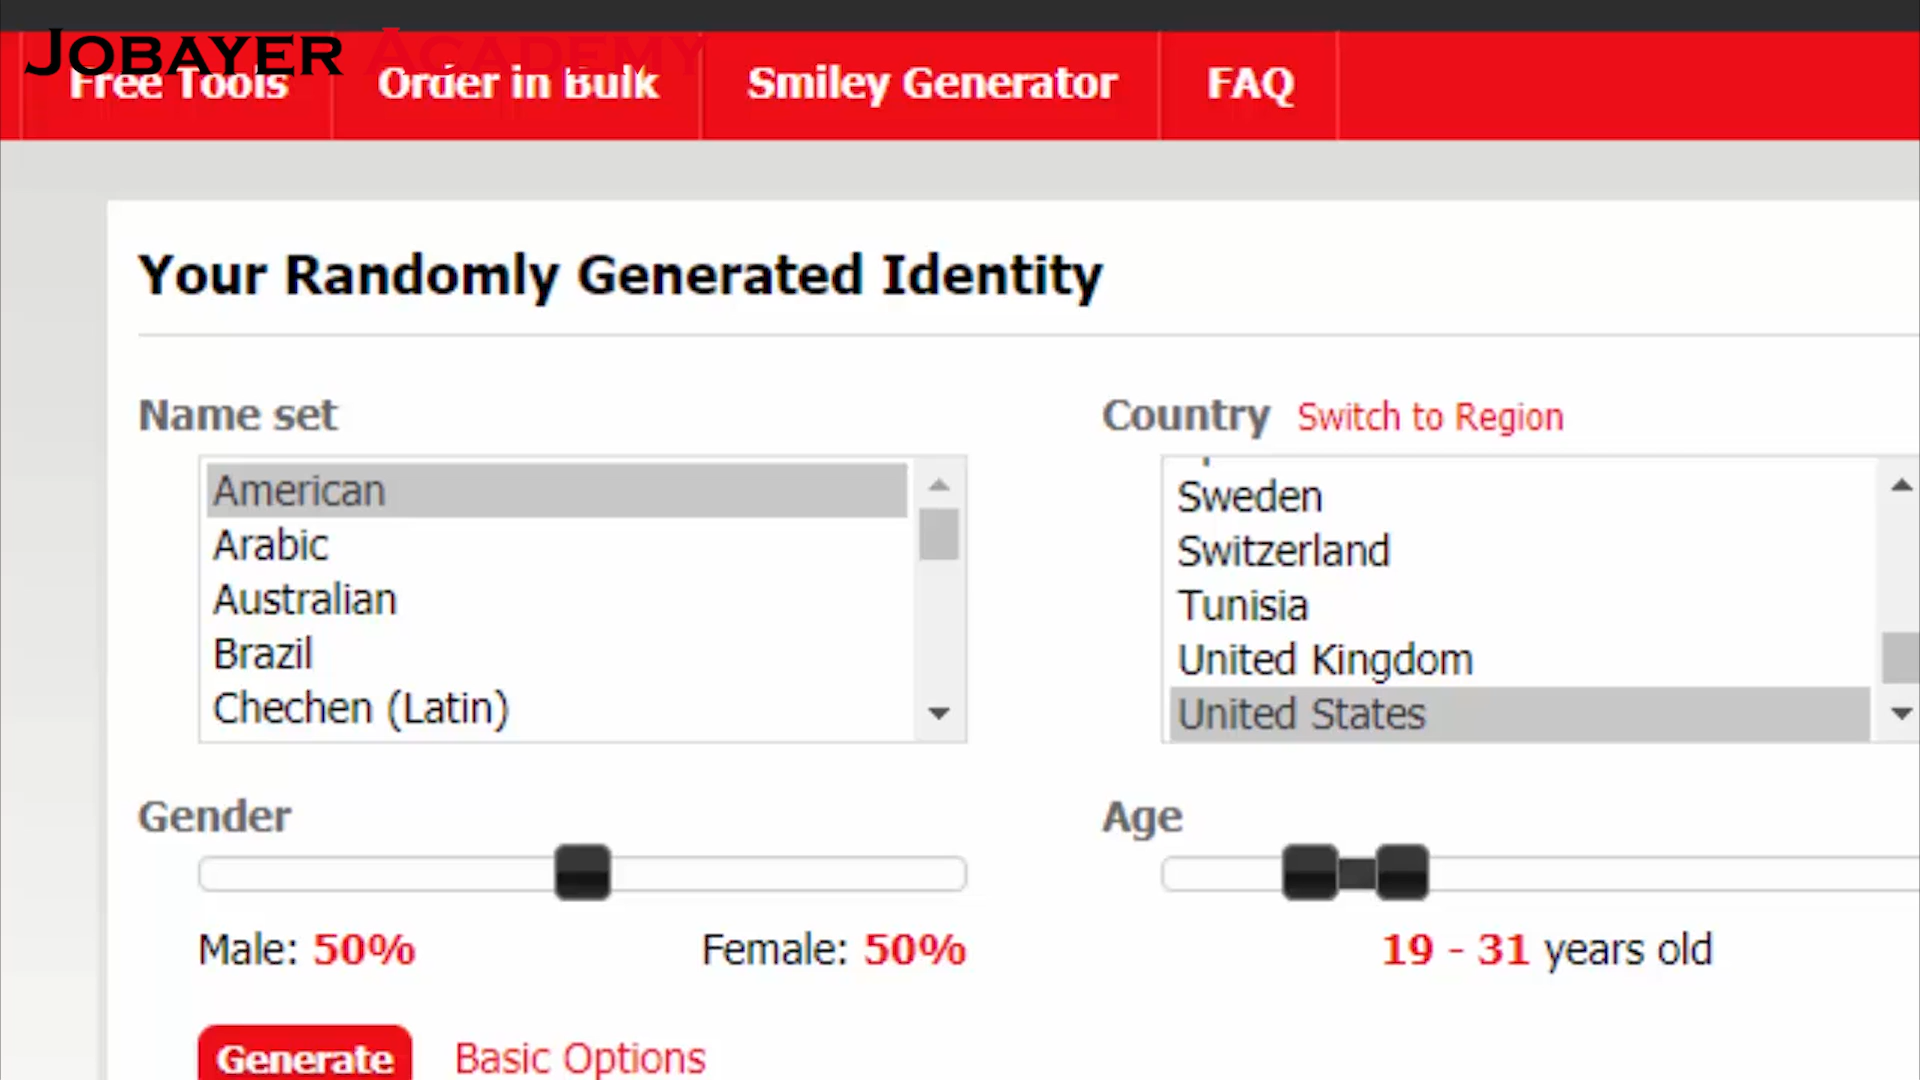 JOBAYER ACADEMY
Free Tools Order in Bulk Smiley Generator FAQ
Your Randomly Generated Identity
Name set
American
Arabic
Australian
Brazil
Chechen (Latin)
Country Switch to Region
Sweden
Switzerland
Tunisia
United Kingdom
United States
Gender
Male: 50% Female: 50%
Age
19 - 31 years old
Generate Basic Options